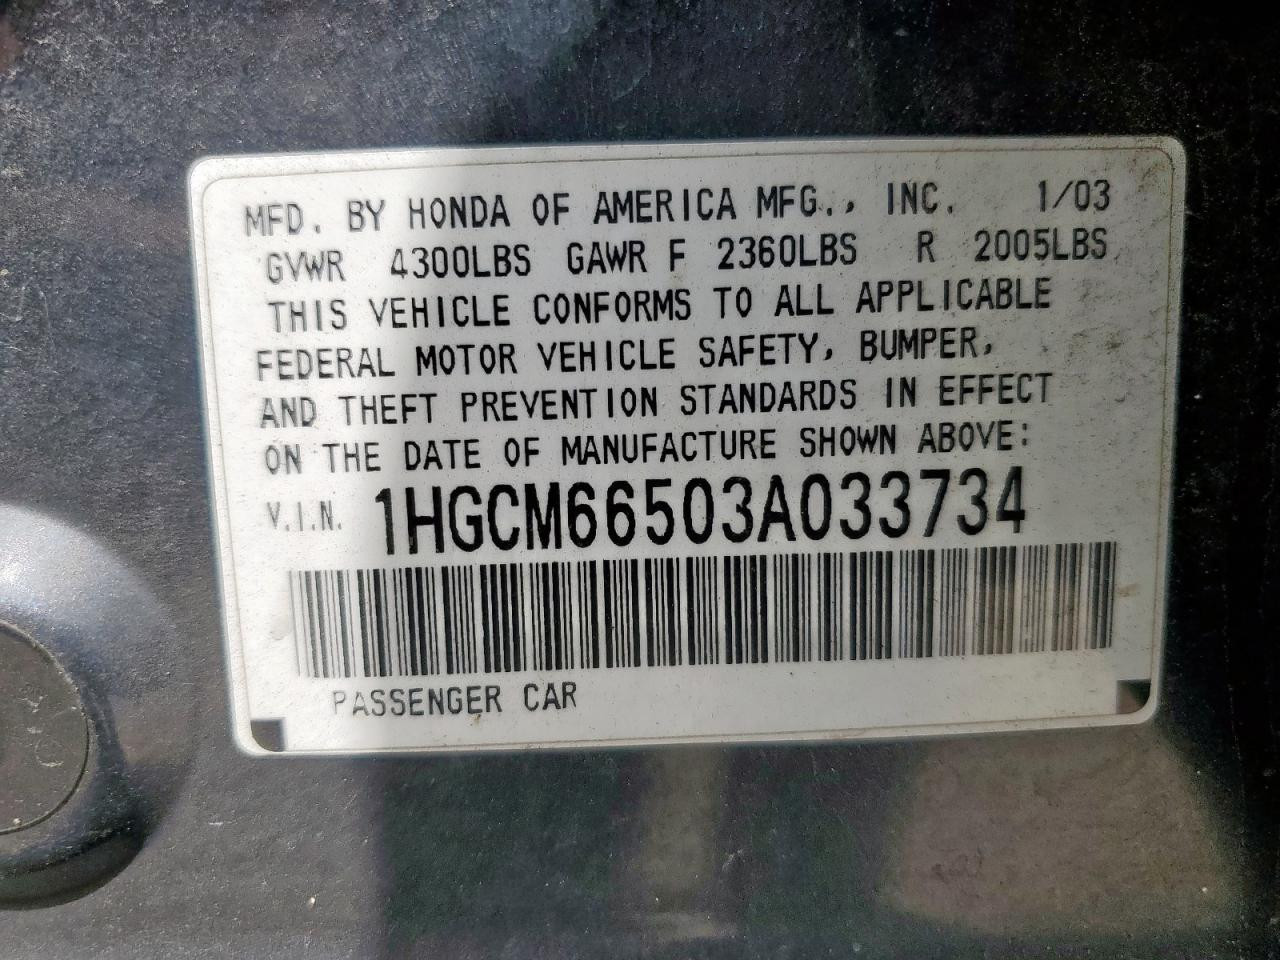 MFD. BY HONDA OF AMERICA MFG., INC. 1/03
GVWR 4300LBS GAWR F 2360LBS R 2005LBS
THIS VEHICLE CONFORMS TO ALL APPLICABLE
FEDERAL MOTOR VEHICLE SAFETY, BUMPER,
AND THEFT PREVENTION STANDARDS IN EFFECT
ON THE DATE OF MANUFACTURE SHOWN ABOVE:
V.I.N. 1HGCM66503A033734
PASSENGER CAR